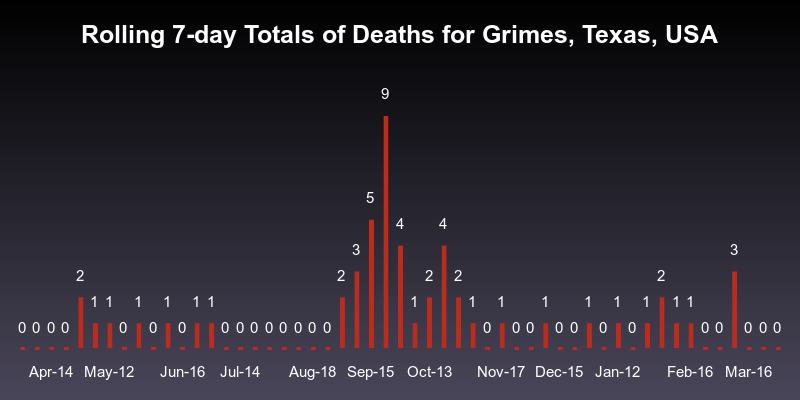 Rolling 7-day Totals of Deaths for Grimes, Texas, USA
9
5
4 4
3 3
2 2 2 2 2
1 1 1 1 1 1 1 1 1 1 1 1 1 1 1
0 0 0 0 0 0 0 0 0 0 0 0 0 0 0 0 0 0 0 0 0 0 0 0 0 0 0
Apr-14 May-12 Jun-16 Jul-14 Aug-18 Sep-15 Oct-13 Nov-17 Dec-15 Jan-12 Feb-16 Mar-16